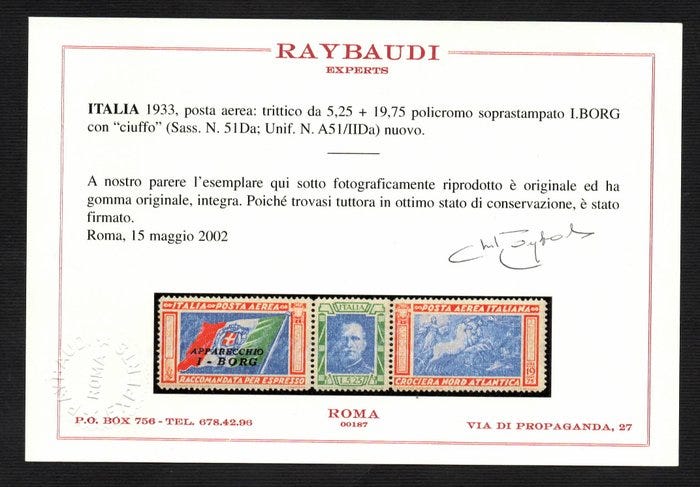 RAYBAUDI
EXPERTS
ITALIA 1933, posta aerea: trittico da 5,25 + 19,75 policromo soprastampato I.BORG
con “ciuffo” (Sass. N. 51Da; Unif. N. A51/IIDa) nuovo.
A nostro parere l'esemplare qui sotto fotograficamente riprodotto è originale ed ha
gomma originale, integra. Poiché trovasi tuttora in ottimo stato di conservazione, è stato
firmato.
Roma, 15 maggio 2002
ITALIA POSTA AEREA
APPARECCHIO
I - BORG
RACCOMANDATA PER ESPRESSO
ITALIA
L.5.25
POSTA AEREA ITALIANA
CROCIERA NORD ATLANTICA
ROMA
ROMA
00187
P.O. BOX 756 - TEL. 678.42.96
VIA DI PROPAGANDA, 27